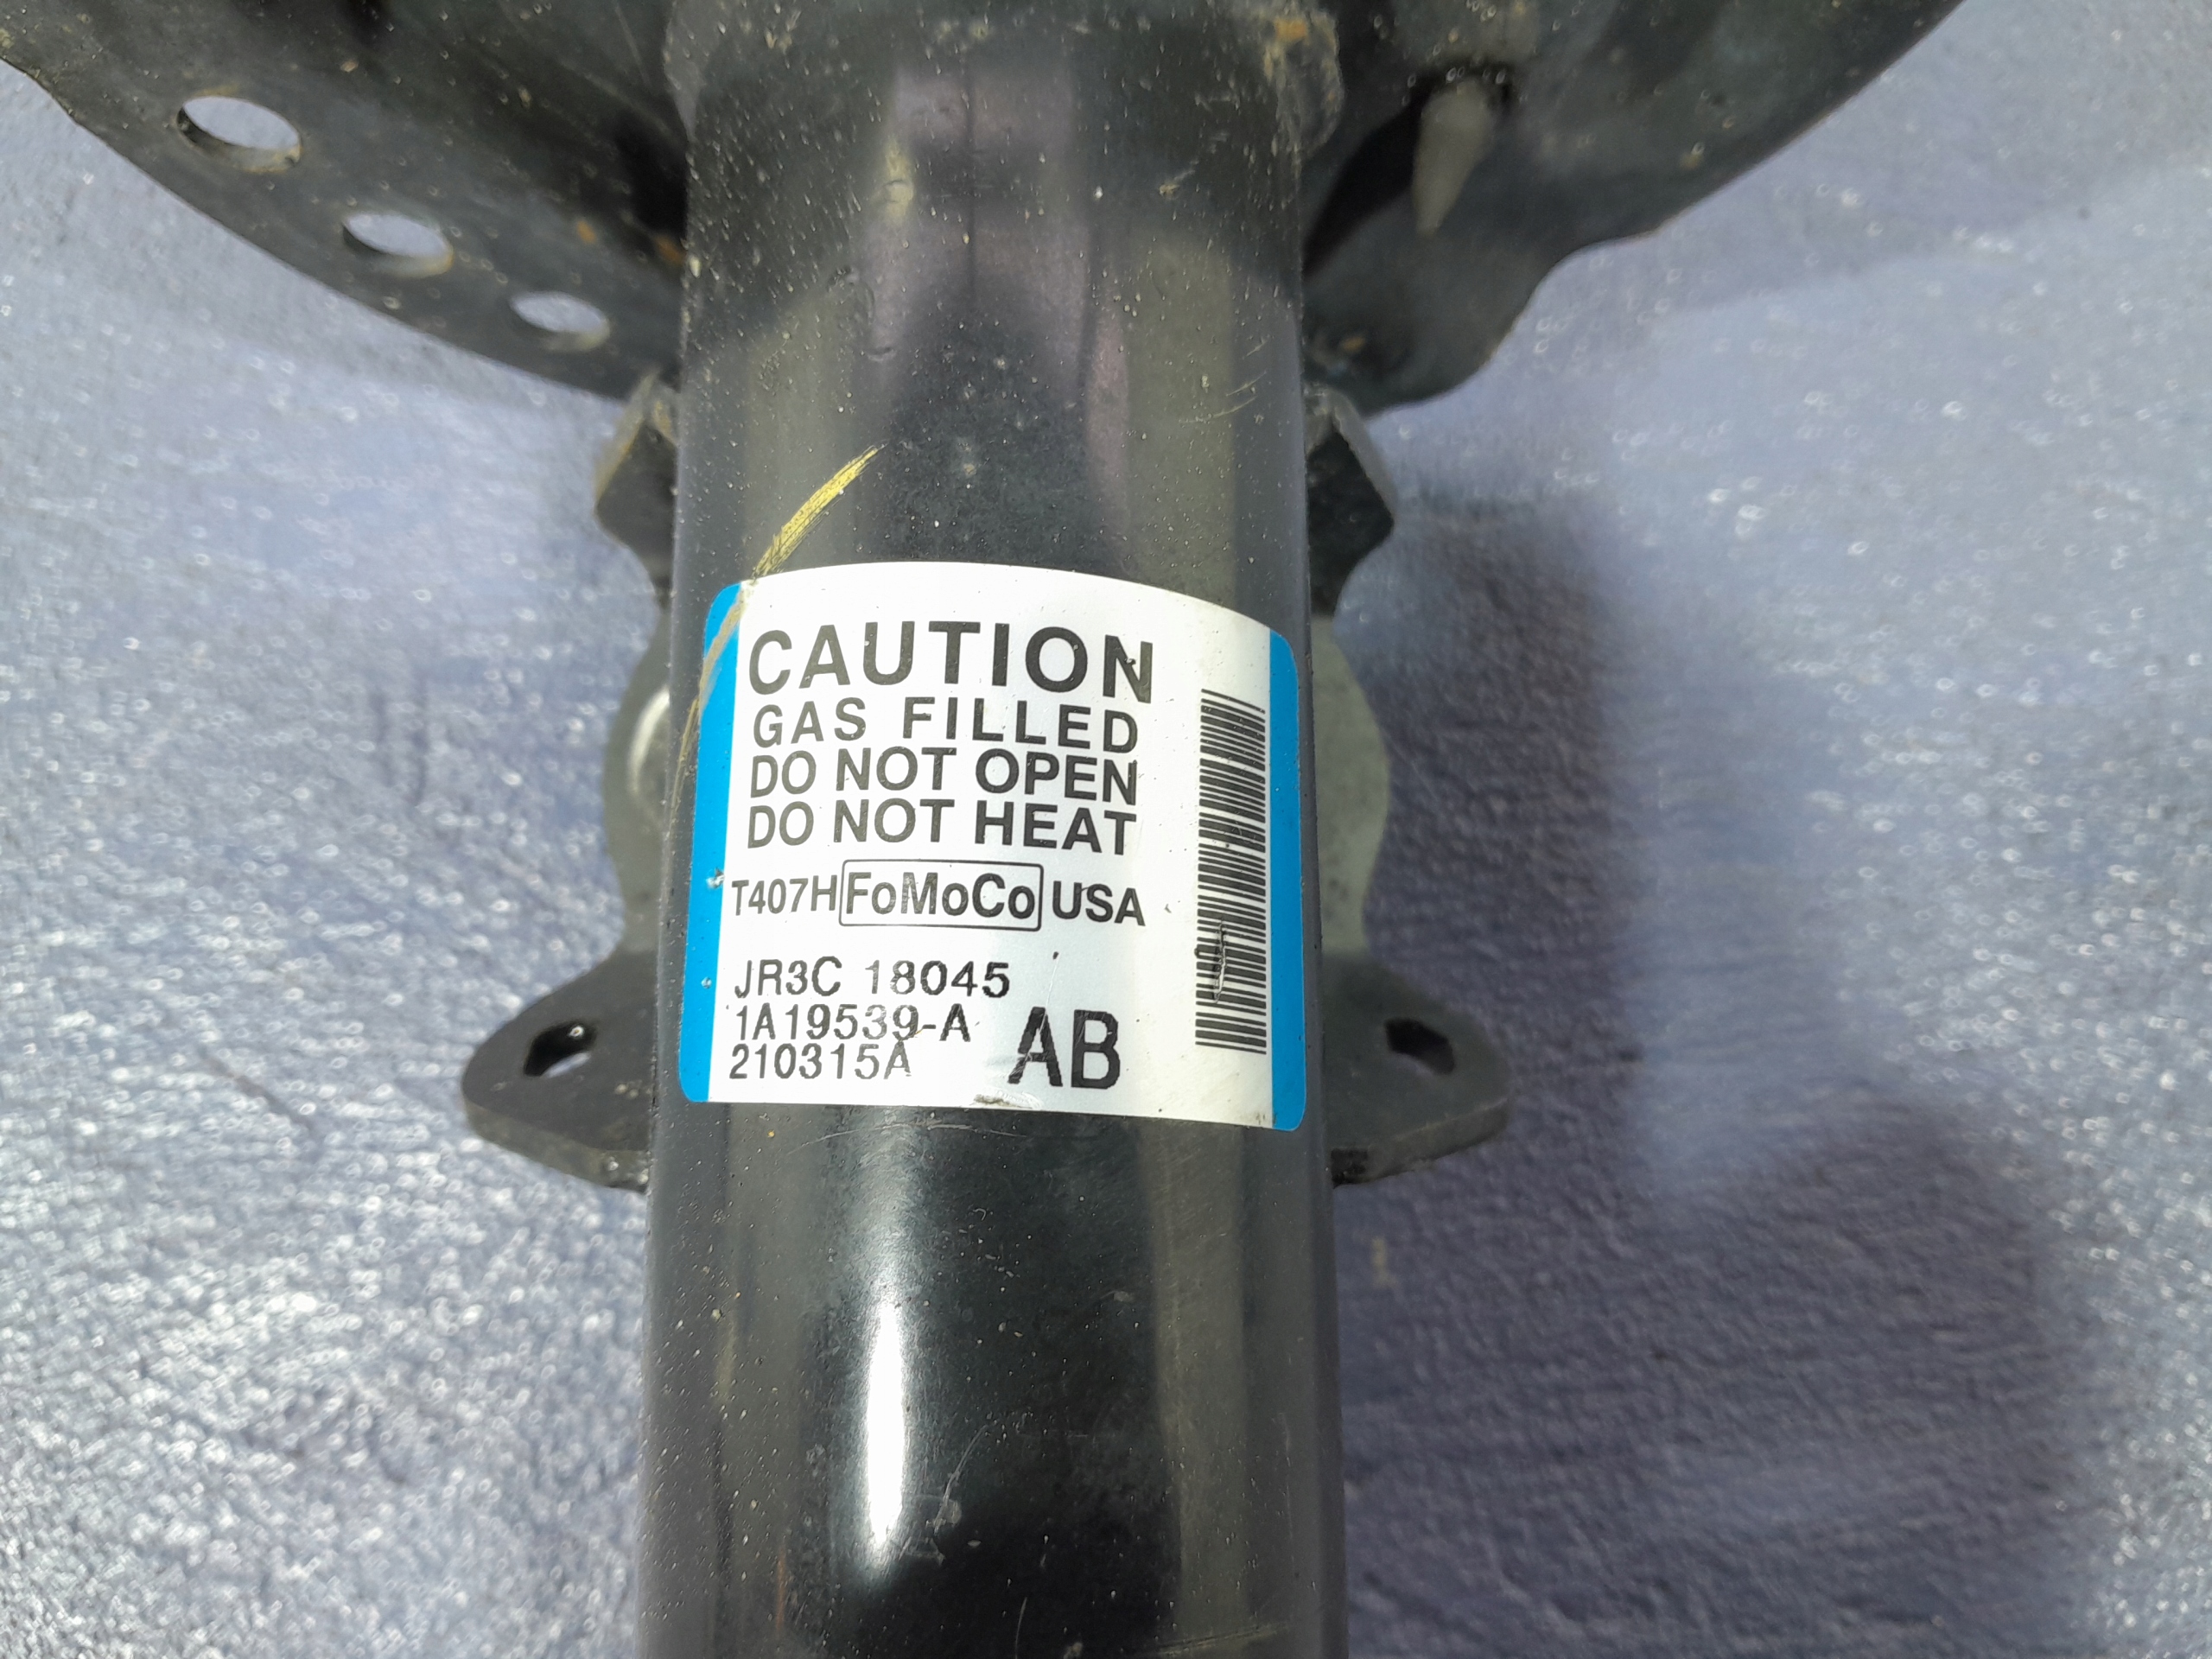 CAUTION
GAS FILLED
DO NOT OPEN
DO NOT HEAT
T407H FoMoCo USA
JR3C 18045
1A19539-A
210315A AB